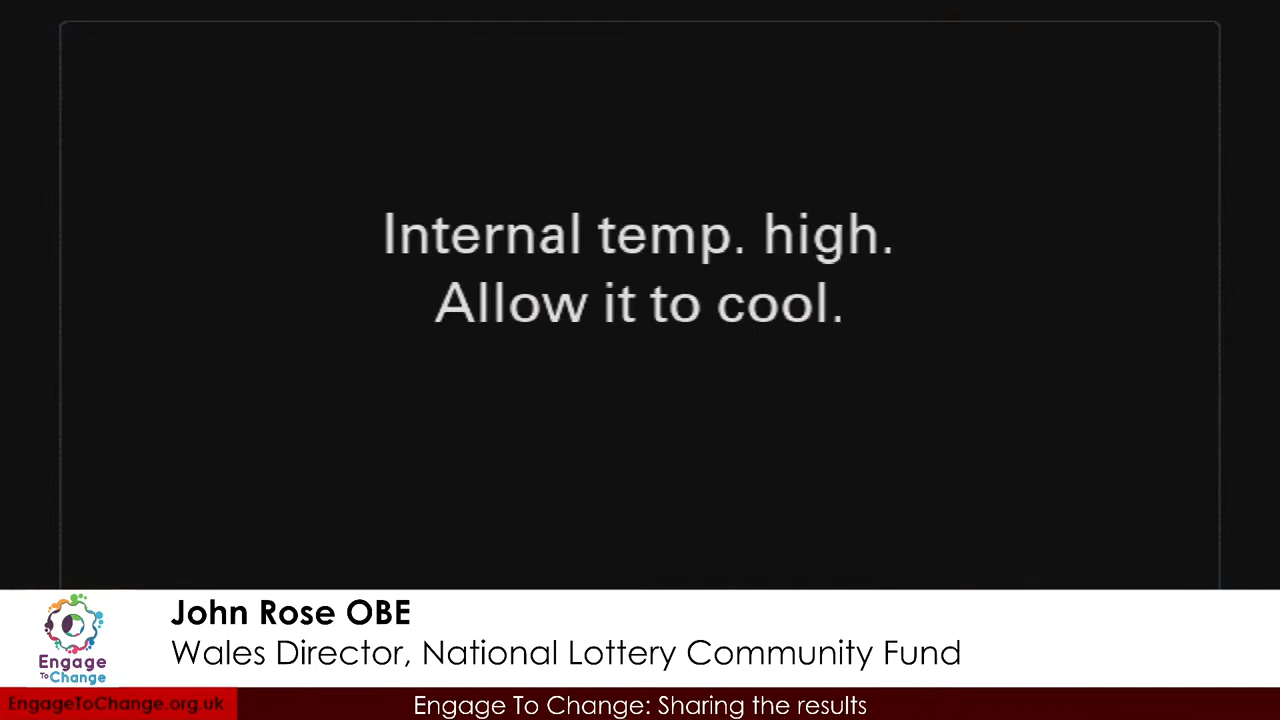 Internal temp. high.
Allow it to cool.
John Rose OBE
Wales Director, National Lottery Community Fund
Engage
To Change
EngageToChange.org.uk
Engage To Change: Sharing the results